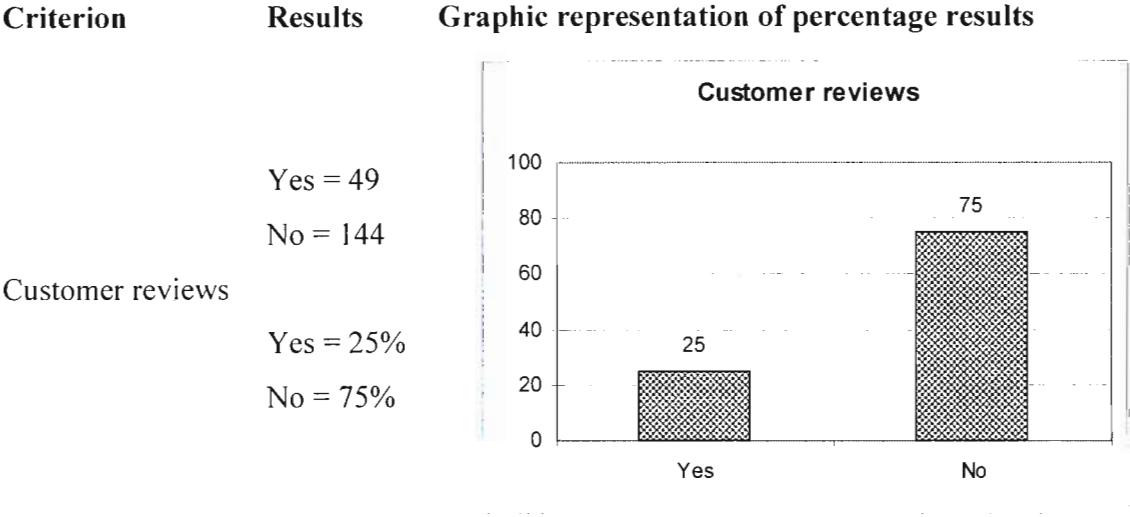 Criterion Results Graphic representation of percentage results
Customer reviews
Yes = 49
No = 144
Customer reviews
Yes = 25%
No = 75%
100
80
60
40
20
0
25
75
Yes No